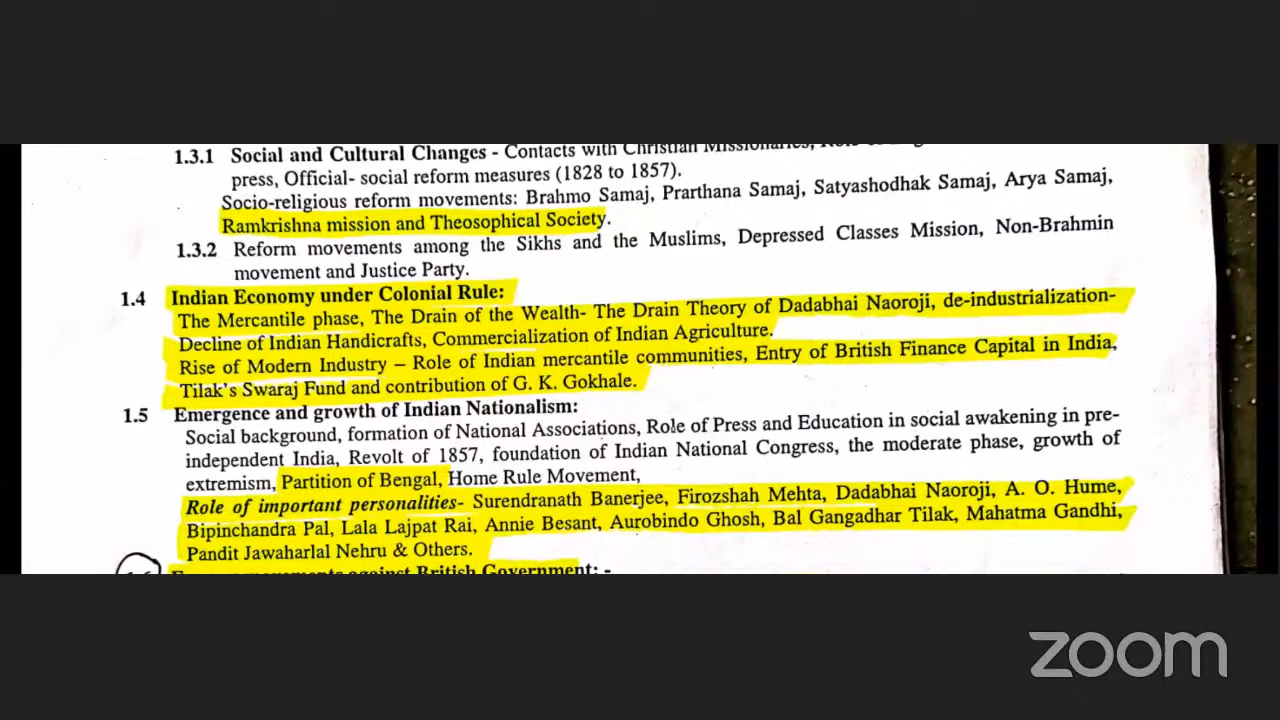 1.3.1 Social and Cultural Changes - Contacts with Christian Missionaries,
press, Official- social reform measures (1828 to 1857).
Socio-religious reform movements: Brahmo Samaj, Prarthana Samaj, Satyashodhak Samaj, Arya Samaj,
Ramkrishna mission and Theosophical Society.
1.3.2 Reform movements among the Sikhs and the Muslims, Depressed Classes Mission, Non-Brahmin
movement and Justice Party.
1.4 Indian Economy under Colonial Rule:
The Mercantile phase, The Drain of the Wealth- The Drain Theory of Dadabhai Naoroji, de-industrialization-
Decline of Indian Handicrafts, Commercialization of Indian Agriculture.
Rise of Modern Industry – Role of Indian mercantile communities, Entry of British Finance Capital in India,
Tilak's Swaraj Fund and contribution of G. K. Gokhale.
1.5 Emergence and growth of Indian Nationalism:
Social background, formation of National Associations, Role of Press and Education in social awakening in pre-
independent India, Revolt of 1857, foundation of Indian National Congress, the moderate phase, growth of
extremism, Partition of Bengal, Home Rule Movement,
Role of important personalities- Surendranath Banerjee, Firozshah Mehta, Dadabhai Naoroji, A. O. Hume,
Bipinchandra Pal, Lala Lajpat Rai, Annie Besant, Aurobindo Ghosh, Bal Gangadhar Tilak, Mahatma Gandhi,
Pandit Jawaharlal Nehru & Others.
against British Government: -
zoom